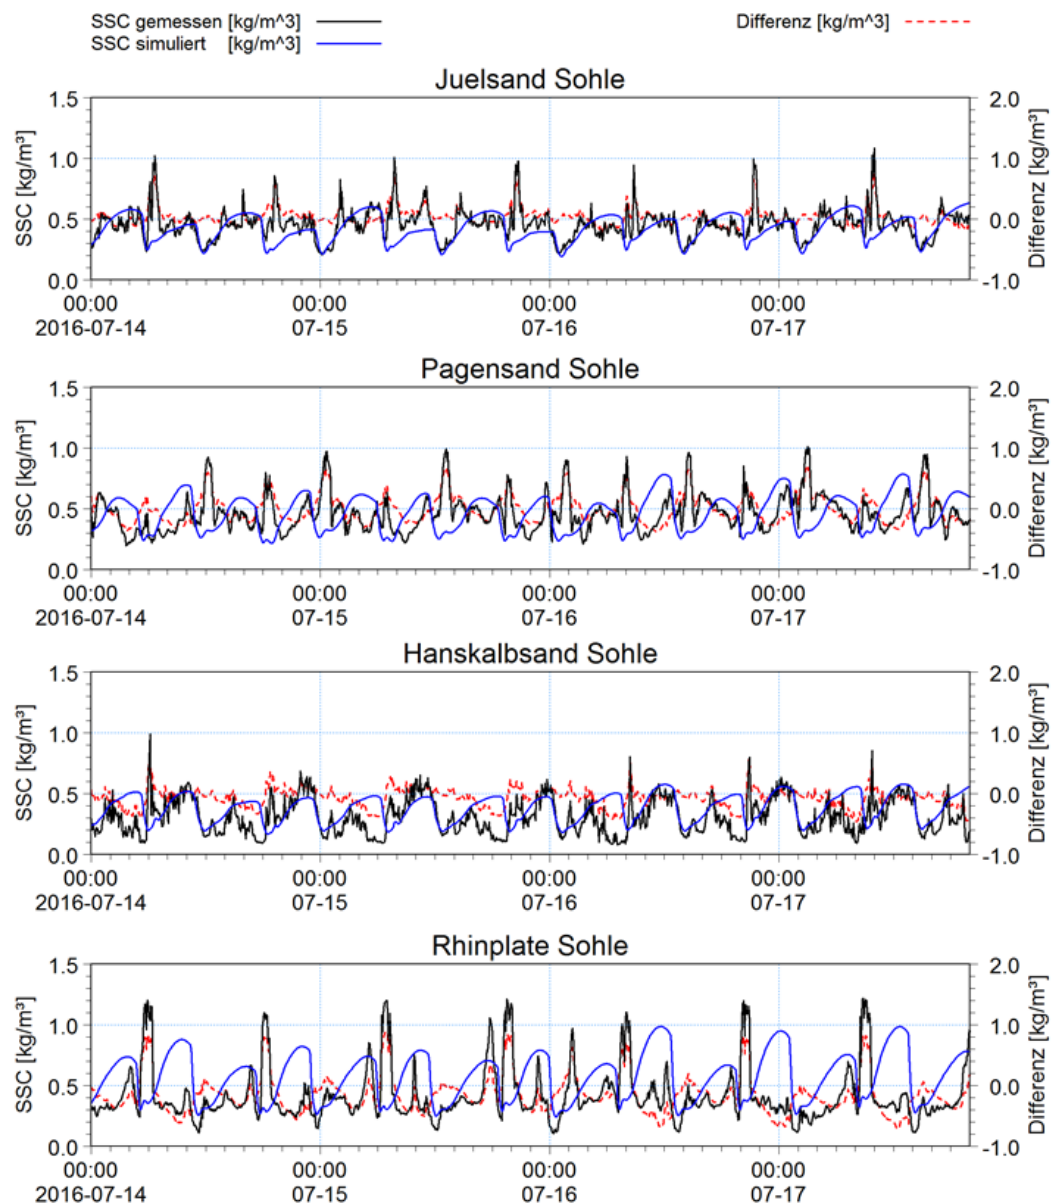 SSC gemessen [kg/m^3]
Differenz [kg/m^3]
SSC simuliert [kg/m^3]
Juelsand Sohle
1.5
1.0
0.5
0.0
SSC [kg/m³]
2.0
1.0
0.0
-1.0
Differenz [kg/m³]
00:00 00:00 00:00 00:00
2016-07-14 07-15 07-16 07-17
Pagensand Sohle
1.5
1.0
0.5
0.0
SSC [kg/m³]
2.0
1.0
0.0
-1.0
Differenz [kg/m³]
00:00 00:00 00:00 00:00
2016-07-14 07-15 07-16 07-17
Hanskalbsand Sohle
1.5
1.0
0.5
0.0
SSC [kg/m³]
2.0
1.0
0.0
-1.0
Differenz [kg/m³]
00:00 00:00 00:00 00:00
2016-07-14 07-15 07-16 07-17
Rhinplate Sohle
1.5
1.0
0.5
0.0
SSC [kg/m³]
2.0
1.0
0.0
-1.0
Differenz [kg/m³]
00:00 00:00 00:00 00:00
2016-07-14 07-15 07-16 07-17